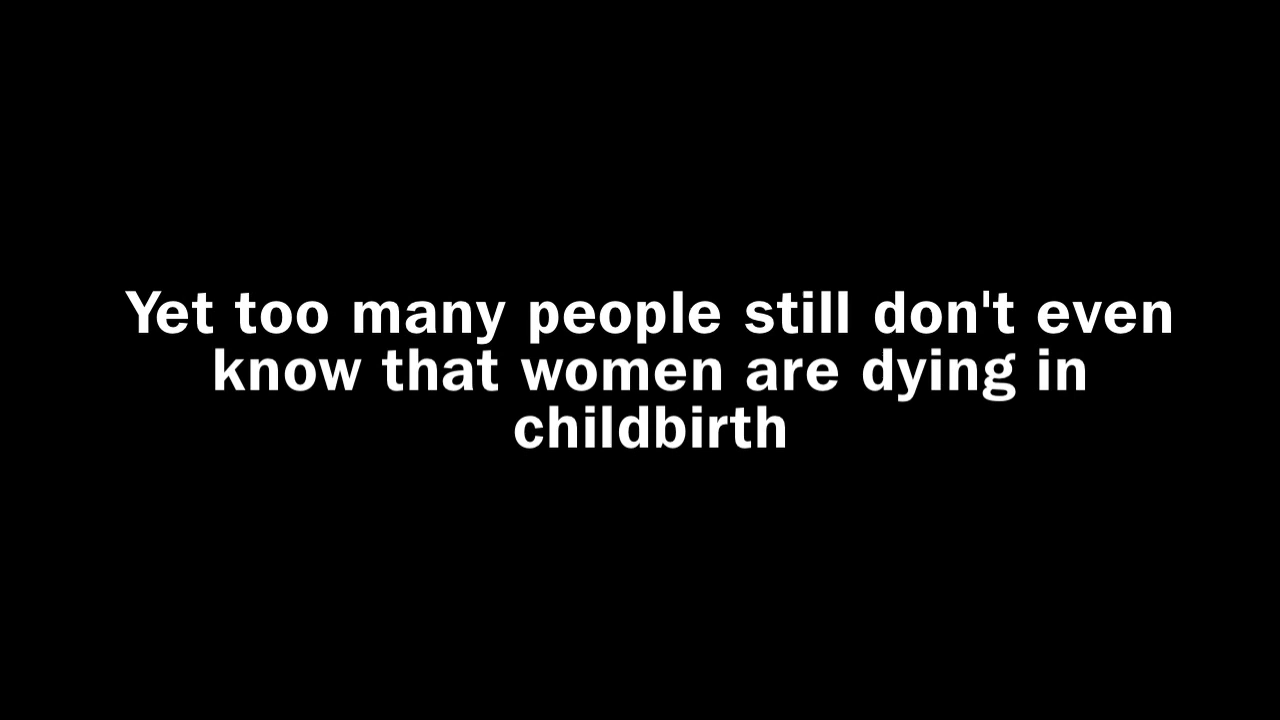 Yet too many people still don't even
know that women are dying in
childbirth